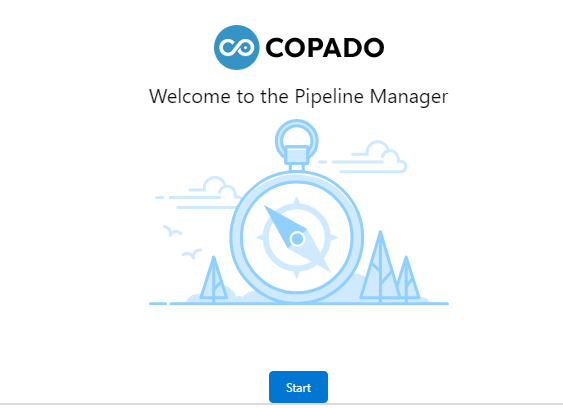 COPADO
Welcome to the Pipeline Manager
Start